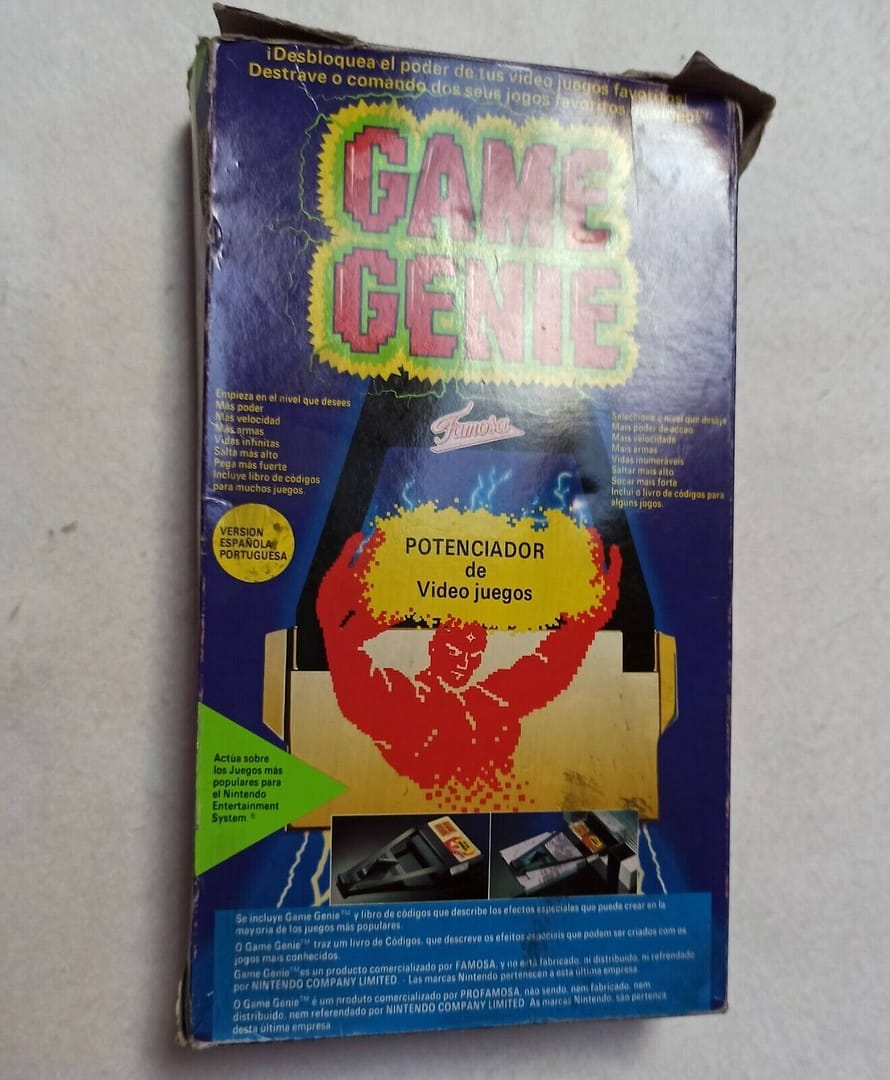 ¡Desbloquea el poder de tus video juegos favoritos!
Destrave o comando dos seus jogos favoritos
GAME
GENIE
Empieza en el nivel que desees
Más poder
Más velocidad
Más armas
Vidas infinitas
Salta más alto
Pega más fuerte
Incluye libro de códigos
para muchos juegos.
Famosa
Seleccione o nivel que deseje
Mais poder de accao
Mais velocidade
Mais armas
Vidas inumeráveis
Saltar mais alto
Socar mais forte
Inclui o livro de códigos para
alguns jogos.
VERSION
ESPAÑOLA
PORTUGUESA
POTENCIADOR
de
Video juegos
Actúa sobre
los Juegos más
populares para
el Nintendo
Entertainment
System.®
Se incluye Game Genie™ y libro de códigos que describe los efectos especiales que puede crear en la
mayoria de los juegos más populares.
O Game Genie™ traz um livro de Códigos, que descreve os efeitos especiais que podem ser criados com os
jogos mais conhecidos.
Game Genie™ es un producto comercializado por FAMOSA, y no está fabricado, ni distribuido, ni refrendado
por NINTENDO COMPANY LIMITED - Las marcas Nintendo pertenecen a esta última empresa.
O Game Genie™ é um produto comercializado por PROFAMOSA, não sendo, nem fabricado, nem
distribuido, nem referendado por NINTENDO COMPANY LIMITED. As marcas Nintendo, são pertença
desta última empresa